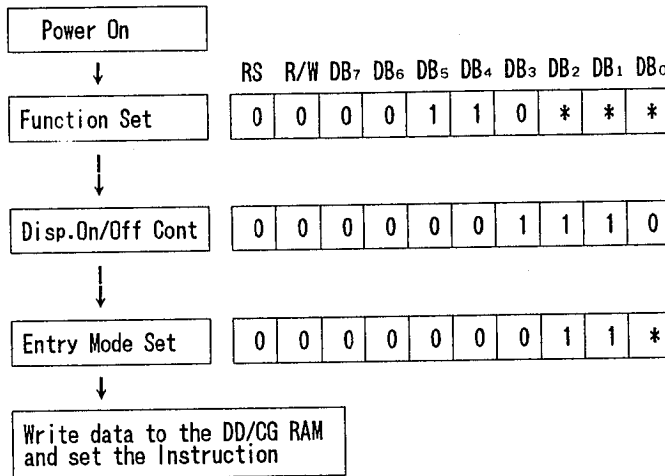 Power On
RS R/W DB₇ DB₆ DB₅ DB₄ DB₃ DB₂ DB₁ DB₀
Function Set 0 0 0 0 1 1 0 * * *
Disp.On/Off Cont 0 0 0 0 0 0 1 1 1 0
Entry Mode Set 0 0 0 0 0 0 0 1 1 *
Write data to the DD/CG RAM
and set the Instruction